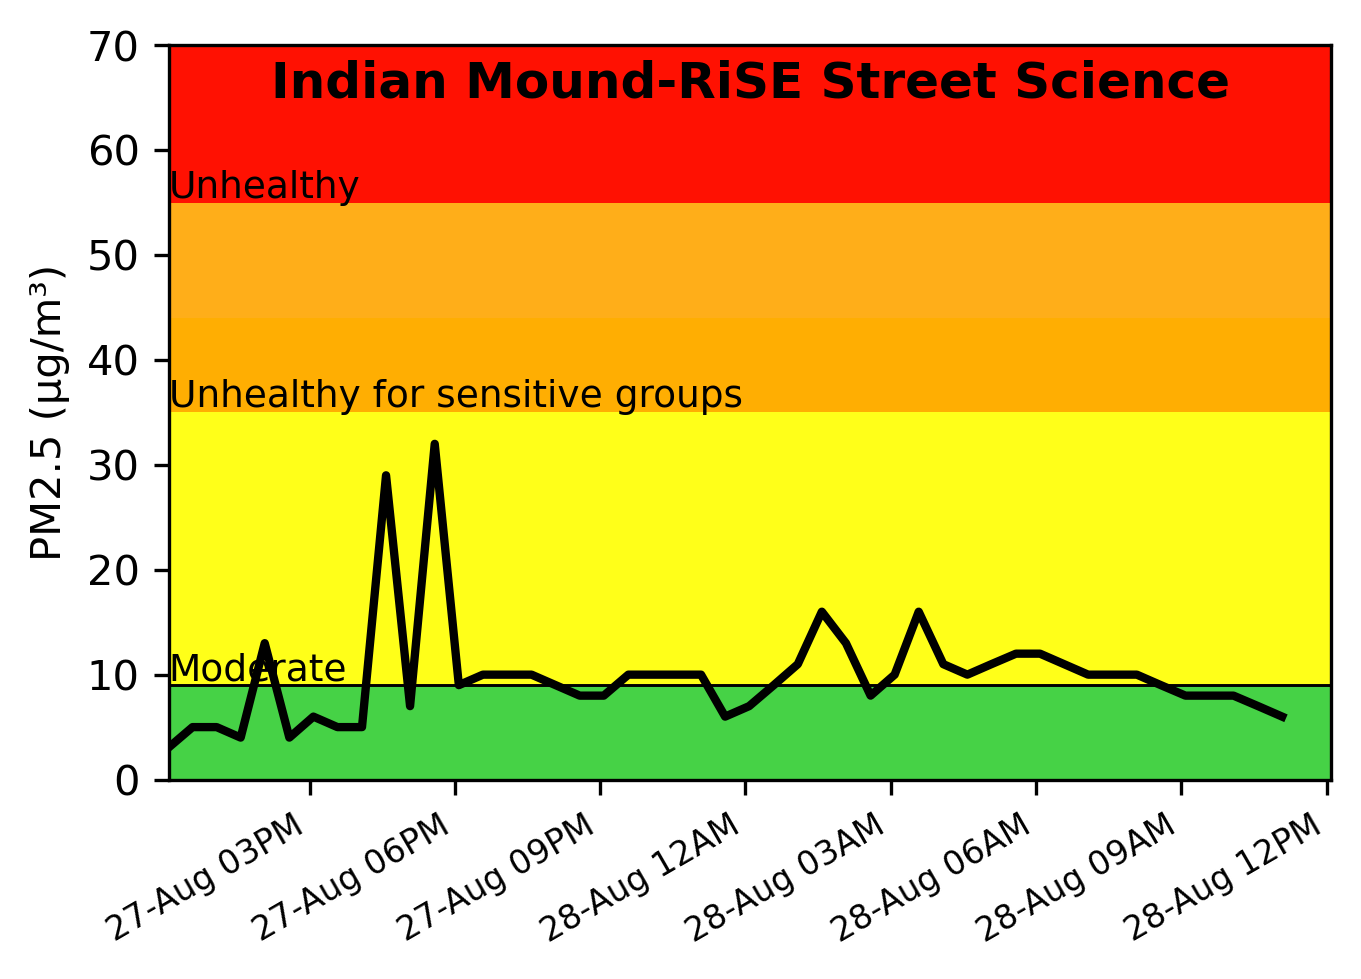 Indian Mound-RiSE Street Science
PM2.5 (µg/m³)
70
60
50
40
30
20
10
0
Unhealthy
Unhealthy for sensitive groups
Moderate
27-Aug 03PM
27-Aug 06PM
27-Aug 09PM
28-Aug 12AM
28-Aug 03AM
28-Aug 06AM
28-Aug 09AM
28-Aug 12PM